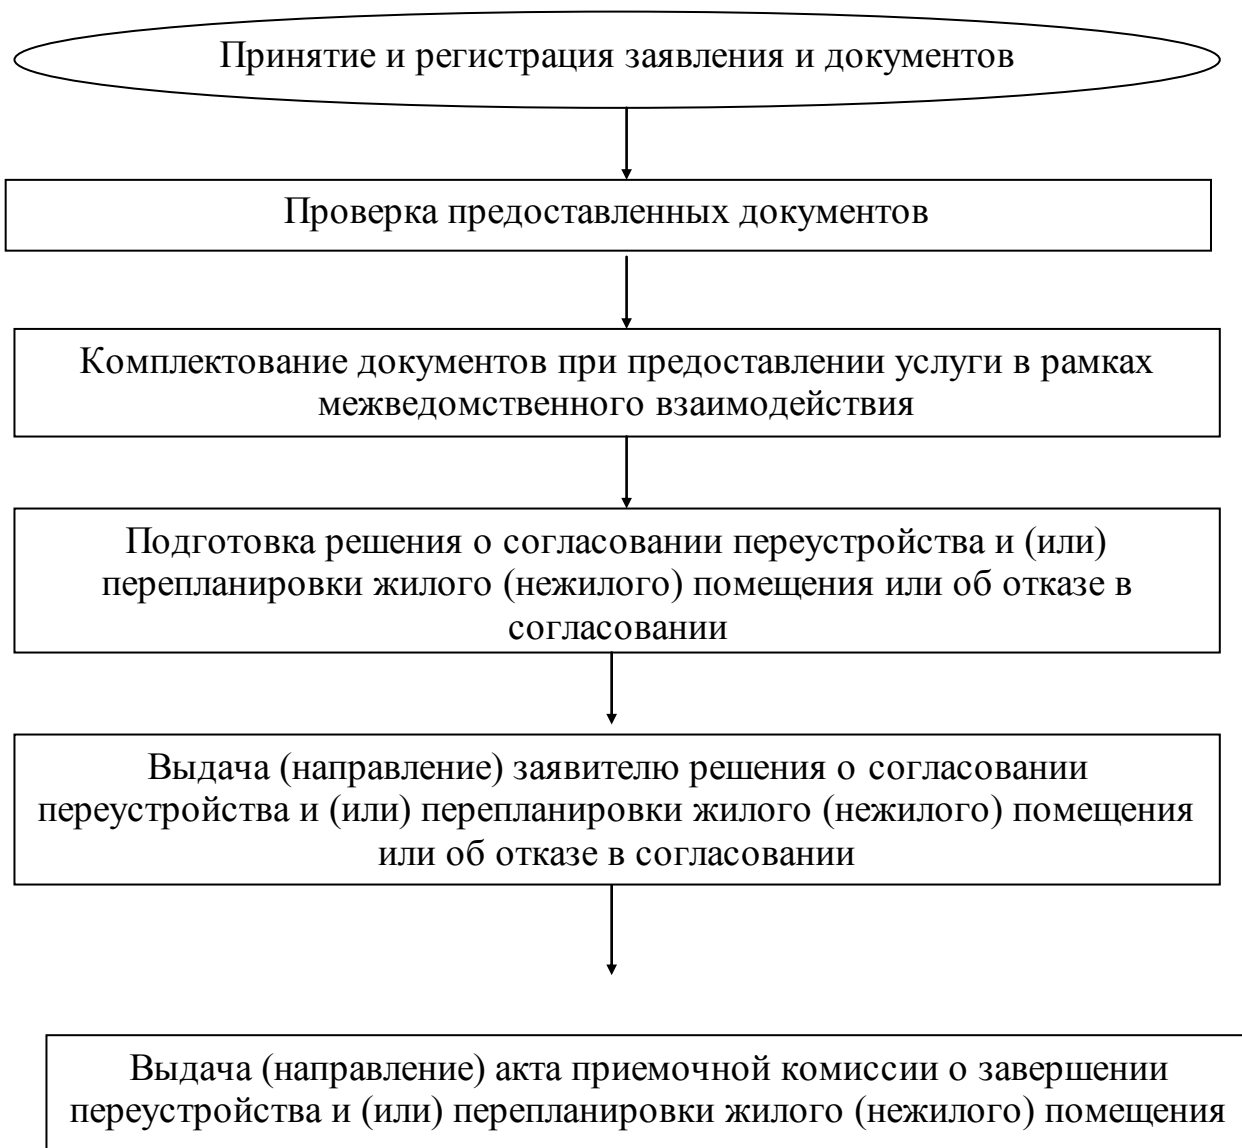 Принятие и регистрация заявления и документов
Проверка предоставленных документов
Комплектование документов при предоставлении услуги в рамках
межведомственного взаимодействия
Подготовка решения о согласовании переустройства и (или)
перепланировки жилого (нежилого) помещения или об отказе в
согласовании
Выдача (направление) заявителю решения о согласовании
переустройства и (или) перепланировки жилого (нежилого) помещения
или об отказе в согласовании
Выдача (направление) акта приемочной комиссии о завершении
переустройства и (или) перепланировки жилого (нежилого) помещения